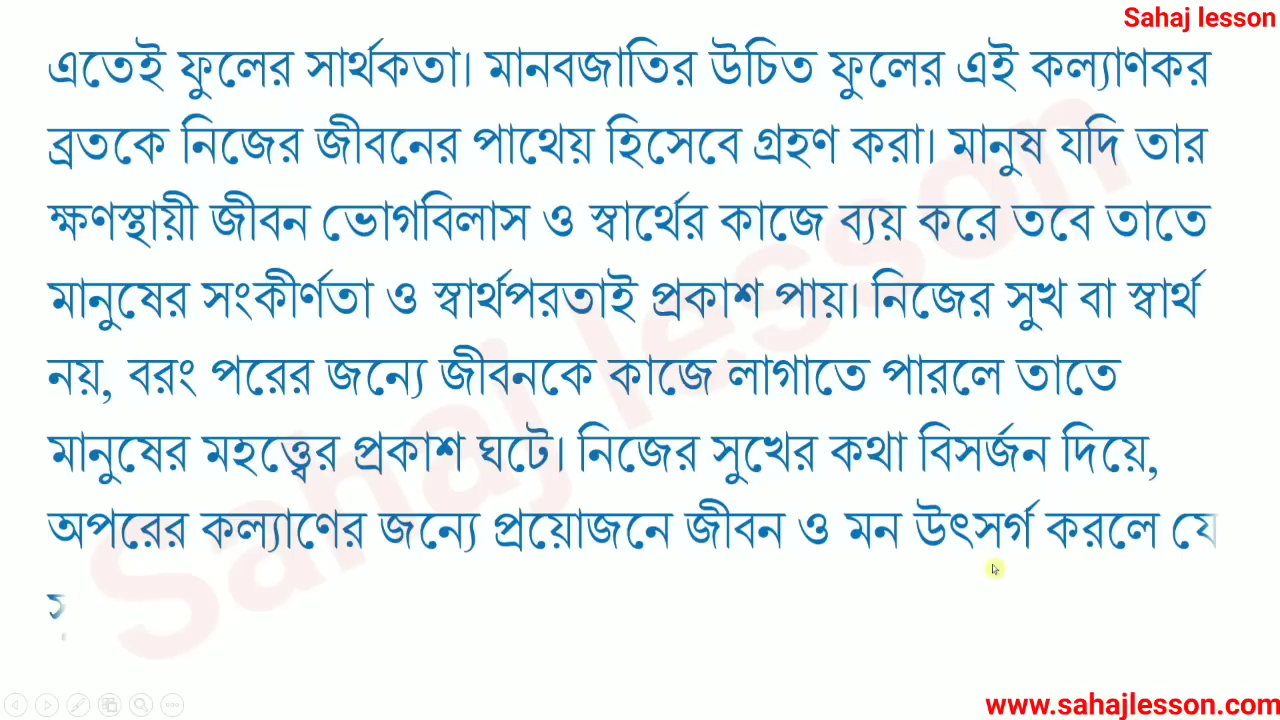 Sahaj lesson
এতেই ফুলের সার্থকতা। মানবজাতির উচিত ফুলের এই কল্যাণকর
ব্রতকে নিজের জীবনের পাথেয় হিসেবে গ্রহণ করা। মানুষ যদি তার
ক্ষণস্থায়ী জীবন ভোগবিলাস ও স্বার্থের কাজে ব্যয় করে তবে তাতে
মানুষের সংকীর্ণতা ও স্বার্থপরতাই প্রকাশ পায়। নিজের সুখ বা স্বার্থ
নয়, বরং পরের জন্যে জীবনকে কাজে লাগাতে পারলে তাতে
মানুষের মহত্ত্বের প্রকাশ ঘটে। নিজের সুখের কথা বিসর্জন দিয়ে,
অপরের কল্যাণের জন্যে প্রয়োজনে জীবন ও মন উৎসর্গ করলে যে
Sahaj lesson
www.sahajlesson.com